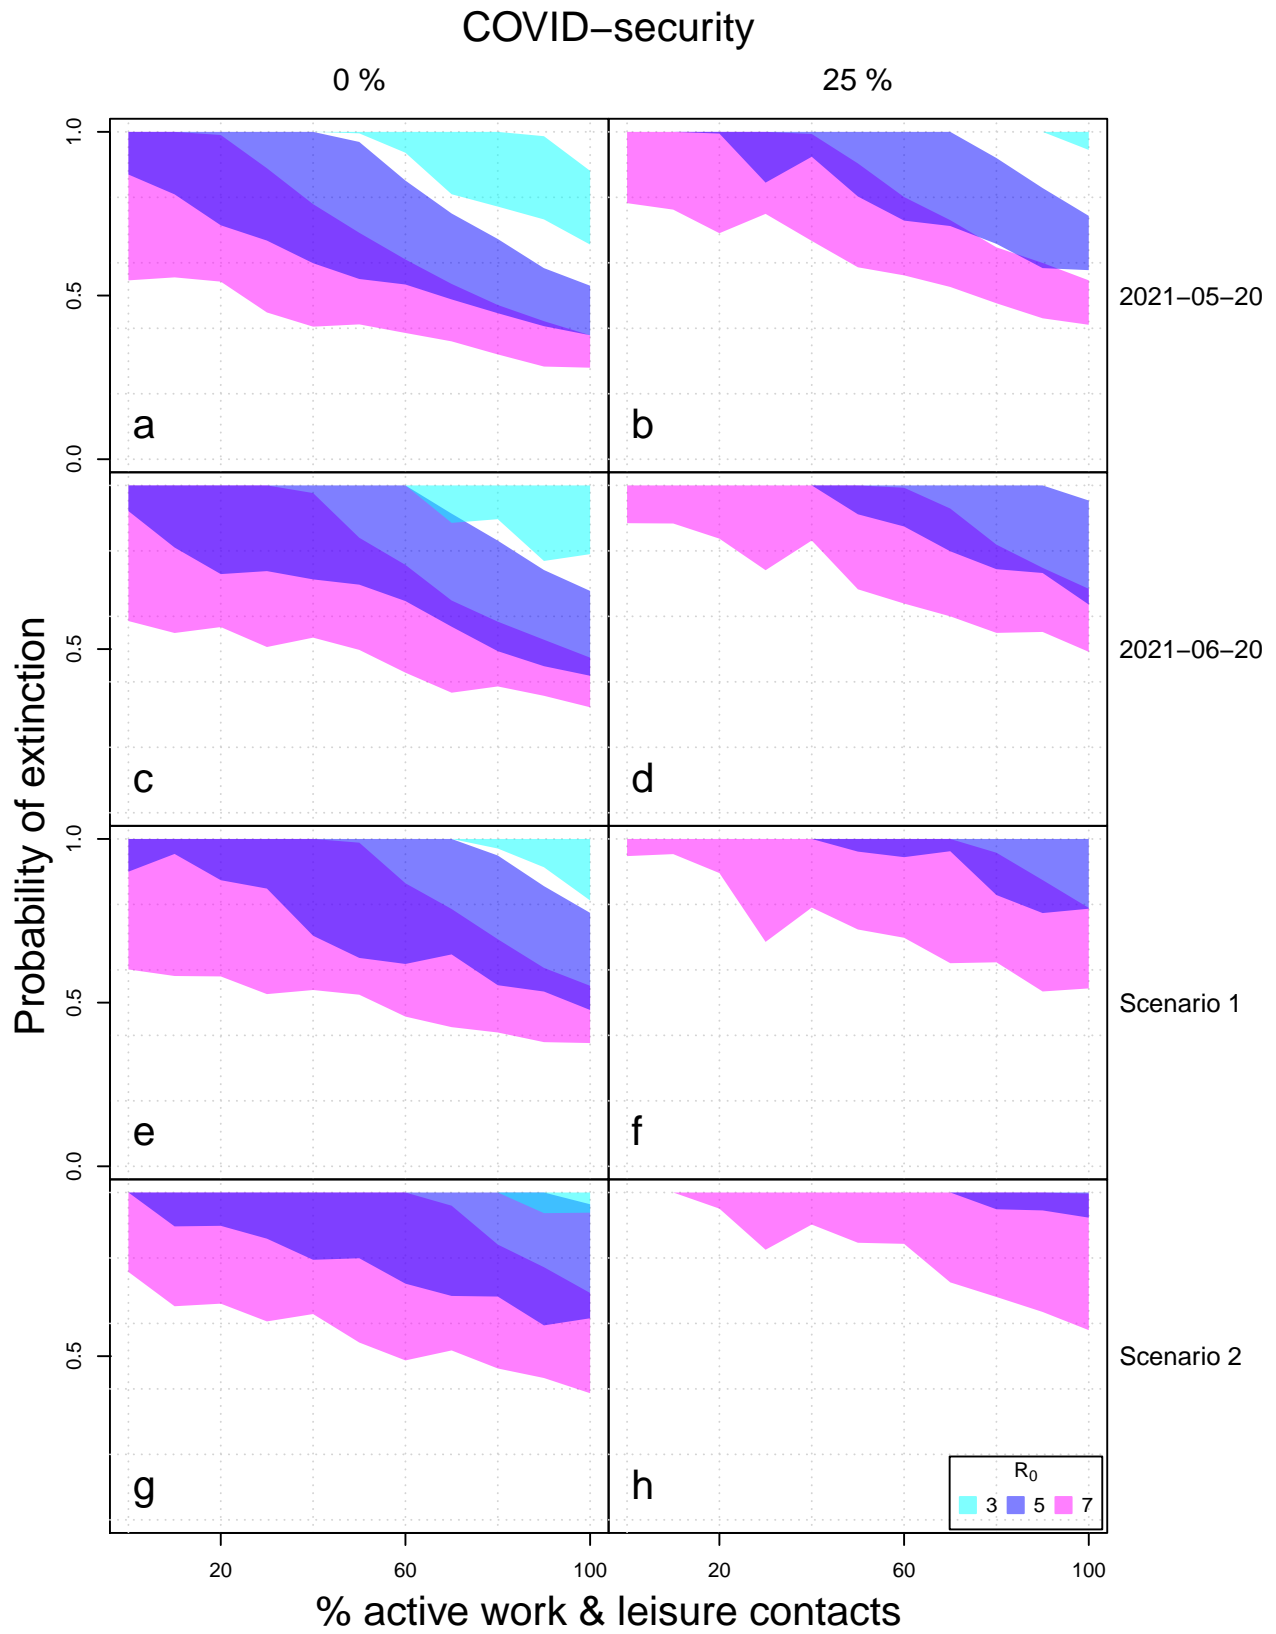 COVID−security
0 %
25 %
1.0
0.5
0.0
a
b
2021−05−20
0.5
c
d
2021−06−20
Probability of extinction
1.0
0.5
0.0
e
f
Scenario 1
0.5
g
h
Scenario 2
R0
3 5 7
20 60 100 20 60 100
% active work & leisure contacts